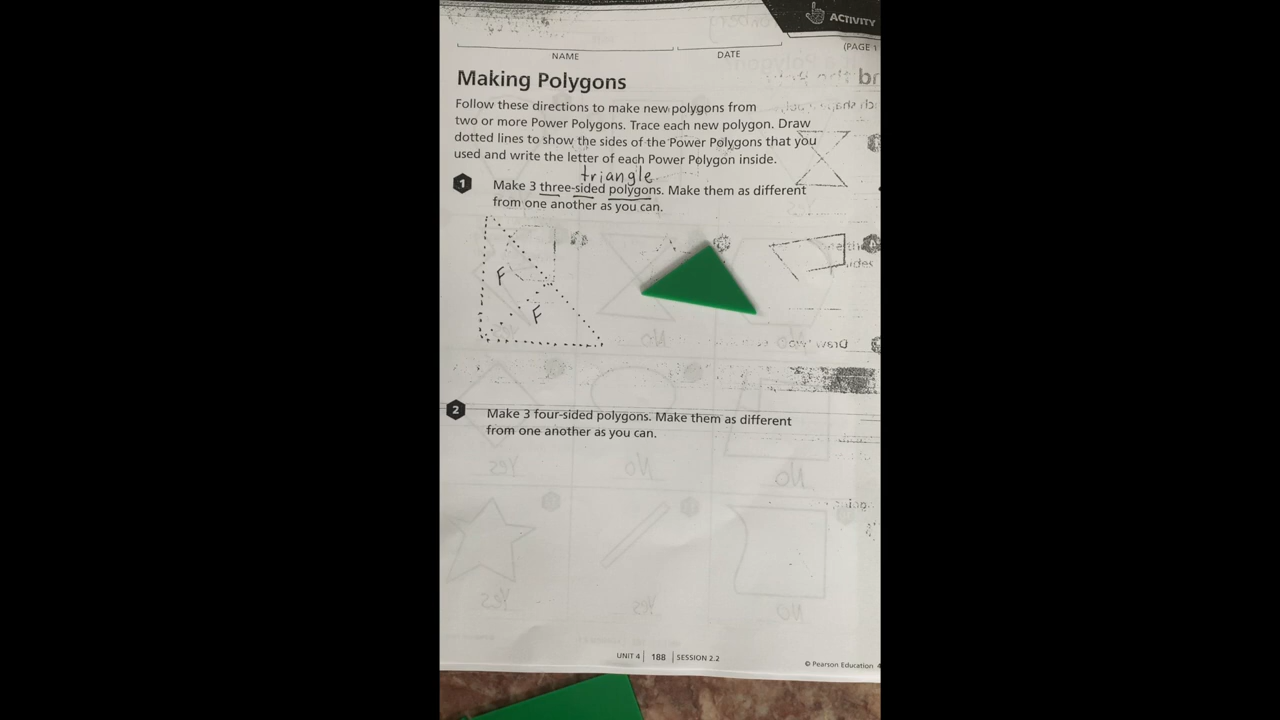 ACTIVITY
NAME DATE (PAGE 1
Making Polygons
Follow these directions to make new polygons from
two or more Power Polygons. Trace each new polygon. Draw
dotted lines to show the sides of the Power Polygons that you
used and write the letter of each Power Polygon inside.
triangle
1 Make 3 three-sided polygons. Make them as different
from one another as you can.
F
F
2 Make 3 four-sided polygons. Make them as different
from one another as you can.
UNIT 4 | 188 | SESSION 2.2
© Pearson Education 4